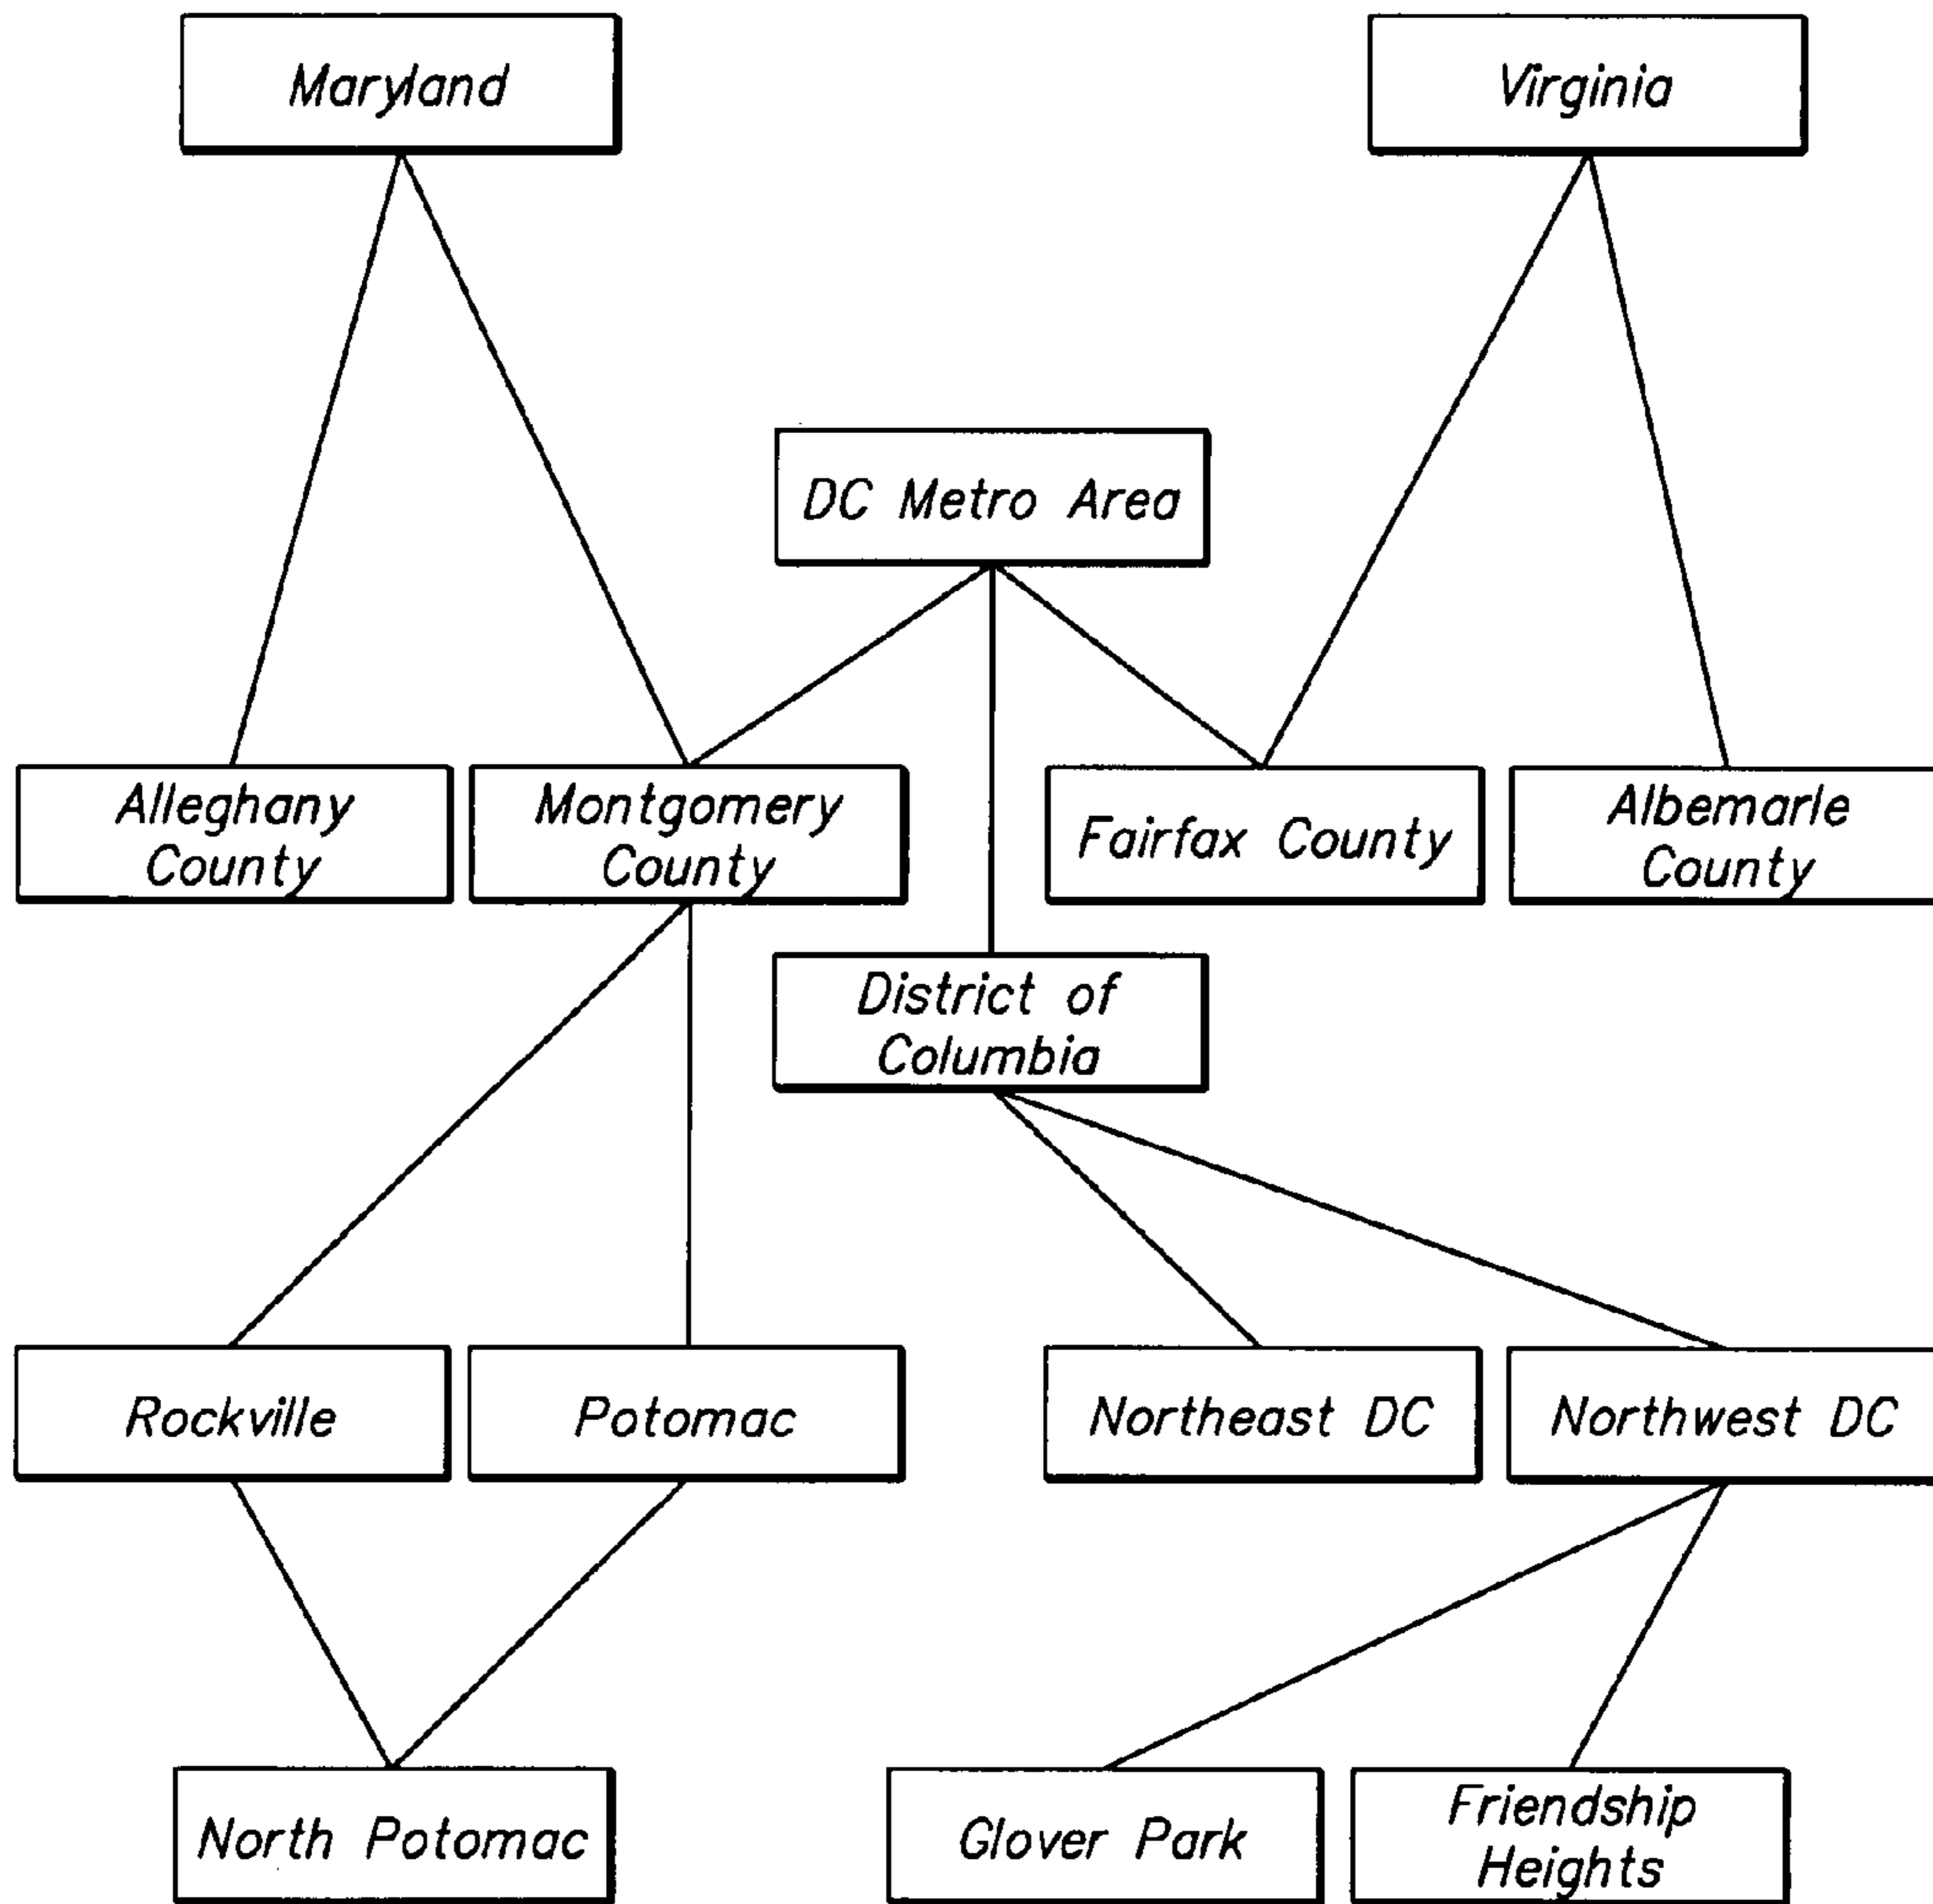 Maryland
Virginia
DC Metro Area
Alleghany
County
Montgomery
County
Fairfax County
Albemarle
County
District of
Columbia
Rockville
Potomac
Northeast DC
Northwest DC
North Potomac
Glover Park
Friendship
Heights